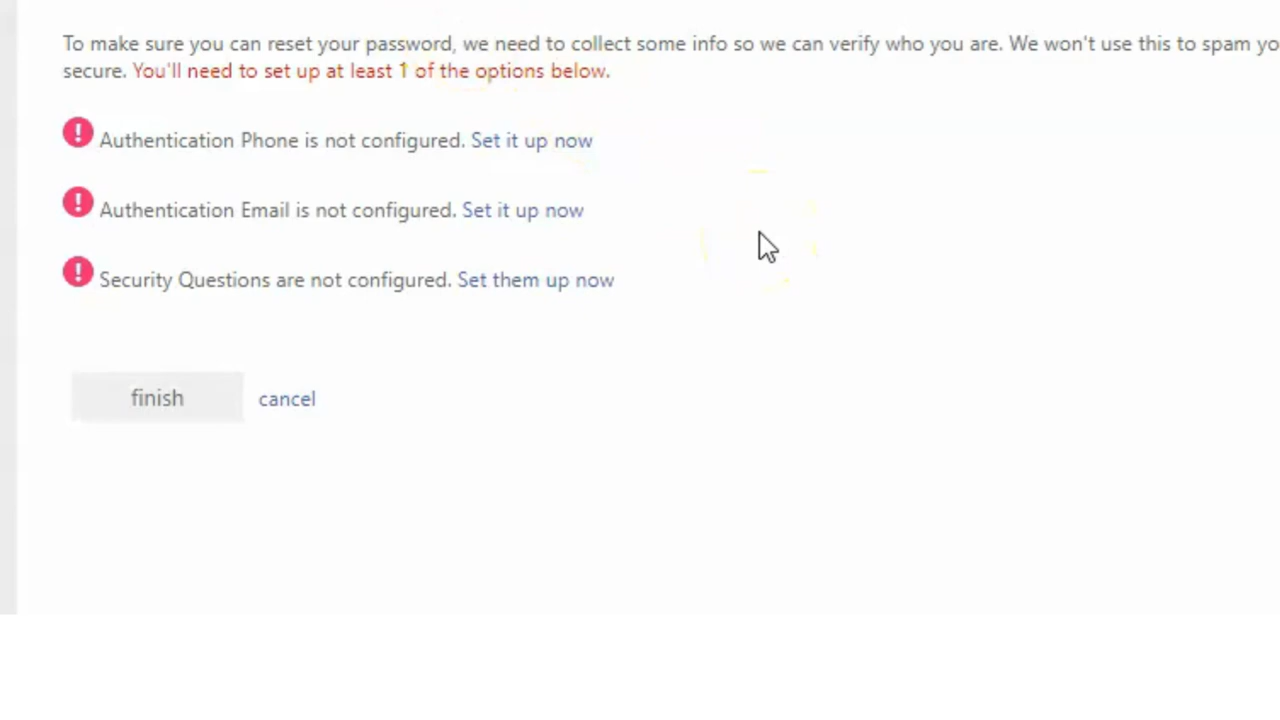 To make sure you can reset your password, we need to collect some info so we can verify who you are. We won't use this to spam yo
secure. You'll need to set up at least 1 of the options below.
Authentication Phone is not configured. Set it up now
Authentication Email is not configured. Set it up now
Security Questions are not configured. Set them up now
finish cancel